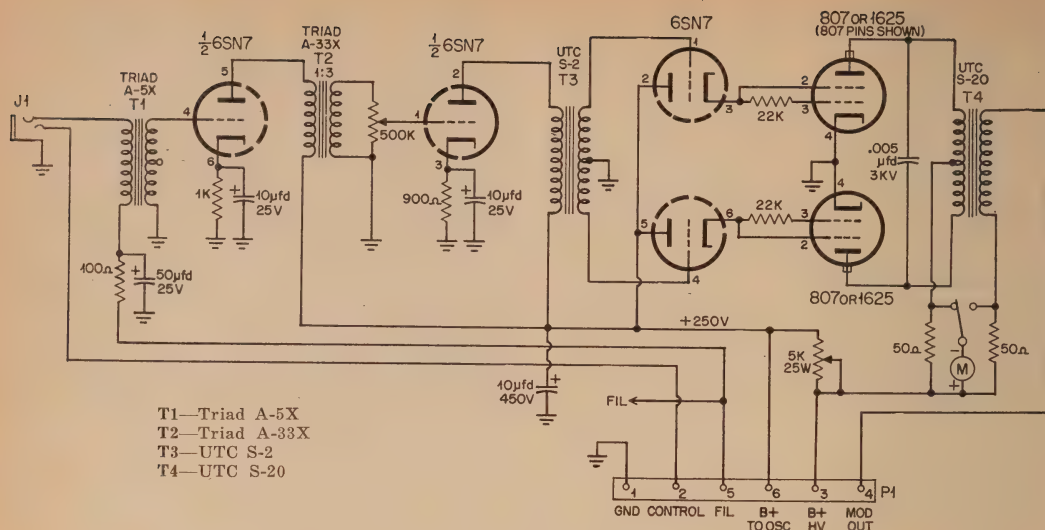 J1
TRIAD
A-5X
T1
½6SN7
5
4
6
1K
10µfd
25V
100Ω
50µfd
25V
TRIAD
A-33X
T2
1:3
500K
½6SN7
2
1
3
900Ω
10µfd
25V
UTC
S-2
T3
6SN7
1
2
3
22K
5
6
4
22K
807 OR 1625
(807 PINS SHOWN)
2
3
4
4
3
2
807 OR 1625
.005
µfd
3KV
UTC
S-20
T4
50Ω
-
M
+
50Ω
+250V
10µfd
450V
5K
25W
FIL
T1—Triad A-5X
T2—Triad A-33X
T3—UTC S-2
T4—UTC S-20
1 2 5 6 3 4 P1
GND CONTROL FIL B+ B+ MOD
TO OSC HV OUT